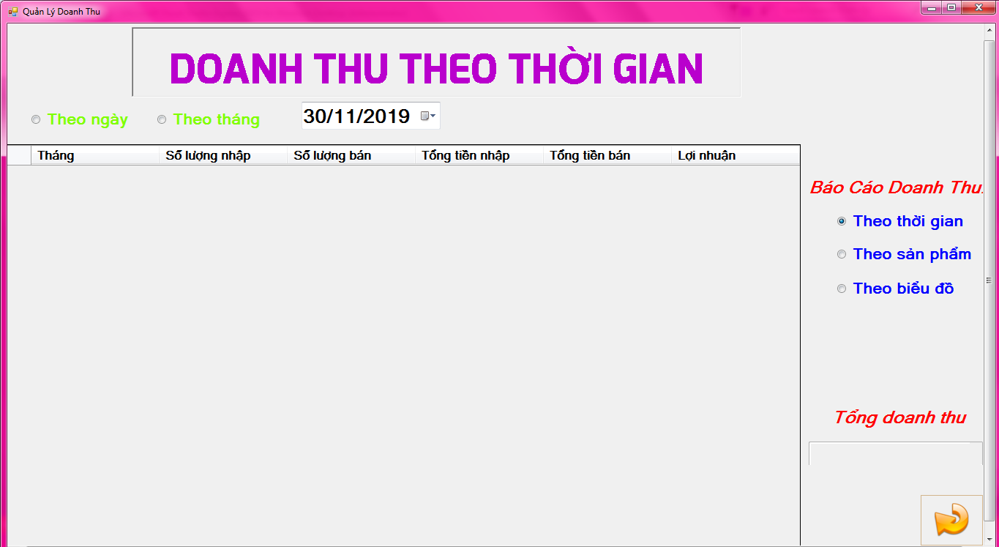 Quản Lý Doanh Thu
DOANH THU THEO THỜI GIAN
Theo ngày
Theo tháng
30/11/2019
Tháng
Số lượng nhập
Số lượng bán
Tổng tiền nhập
Tổng tiền bán
Lợi nhuận
Báo Cáo Doanh Thu:
Theo thời gian
Theo sản phẩm
Theo biểu đồ
Tổng doanh thu